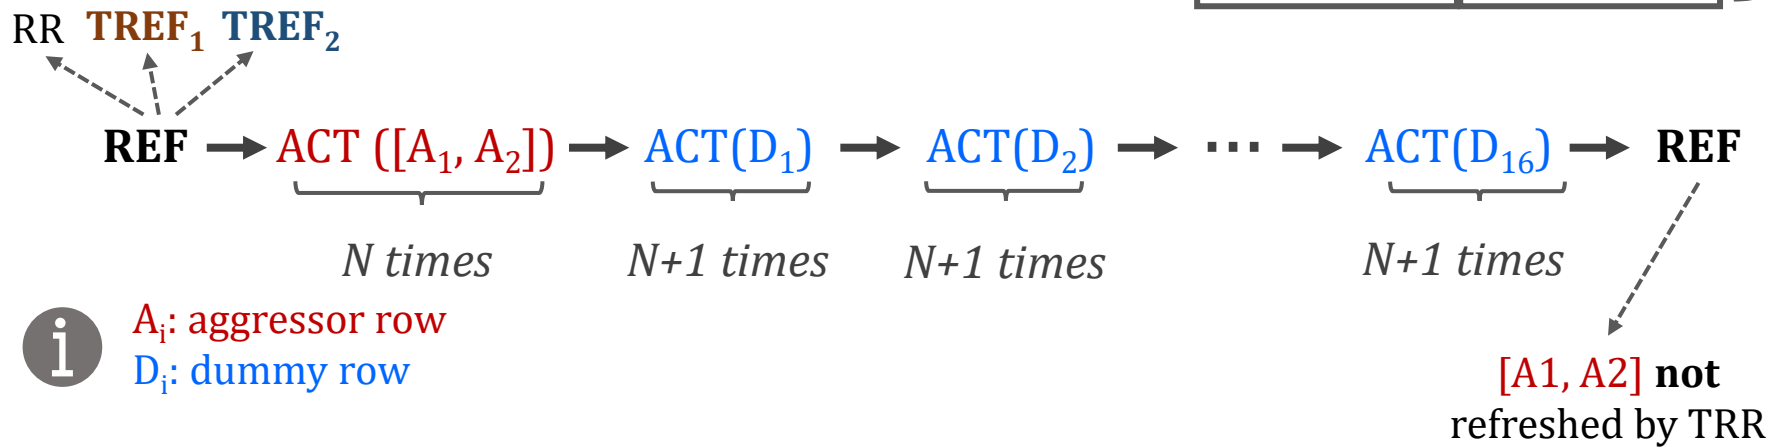 RR TREF₁ TREF₂
REF ACT ([A₁, A₂]) ACT(D₁) ACT(D₂) ⋯ ACT(D₁₆) REF
N times N+1 times N+1 times N+1 times
Aᵢ: aggressor row
Dᵢ: dummy row
[A1, A2] not
refreshed by TRR